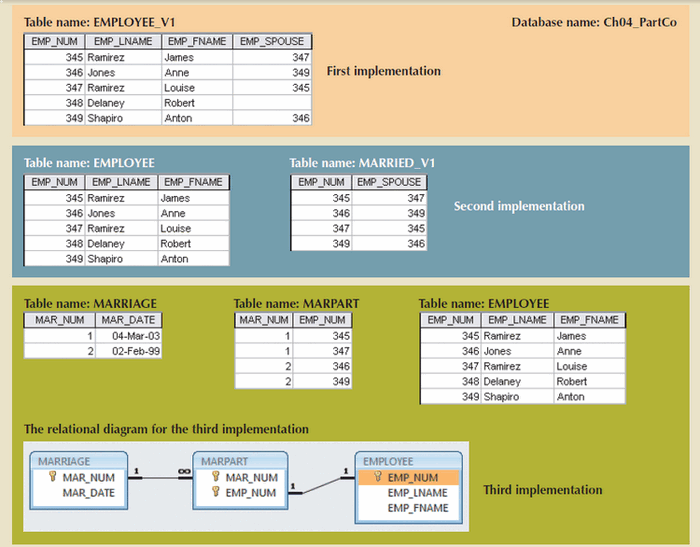 Table name: EMPLOYEE_V1
Database name: Ch04_PartCo
EMP_NUM EMP_LNAME EMP_FNAME EMP_SPOUSE
345 Ramirez James 347
346 Jones Anne 349
347 Ramirez Louise 345
348 Delaney Robert
349 Shapiro Anton 346
First implementation
Table name: EMPLOYEE
EMP_NUM EMP_LNAME EMP_FNAME
345 Ramirez James
346 Jones Anne
347 Ramirez Louise
348 Delaney Robert
349 Shapiro Anton
Table name: MARRIED_V1
EMP_NUM EMP_SPOUSE
345 347
346 349
347 345
349 346
Second implementation
Table name: MARRIAGE
MAR_NUM MAR_DATE
1 04-Mar-03
2 02-Feb-99
Table name: MARPART
MAR_NUM EMP_NUM
1 345
1 347
2 346
2 349
Table name: EMPLOYEE
EMP_NUM EMP_LNAME EMP_FNAME
345 Ramirez James
346 Jones Anne
347 Ramirez Louise
348 Delaney Robert
349 Shapiro Anton
The relational diagram for the third implementation
MARRIAGE
MAR_NUM
MAR_DATE
1 ∞
MARPART
MAR_NUM
EMP_NUM
1 1
EMPLOYEE
EMP_NUM
EMP_LNAME
EMP_FNAME
Third implementation